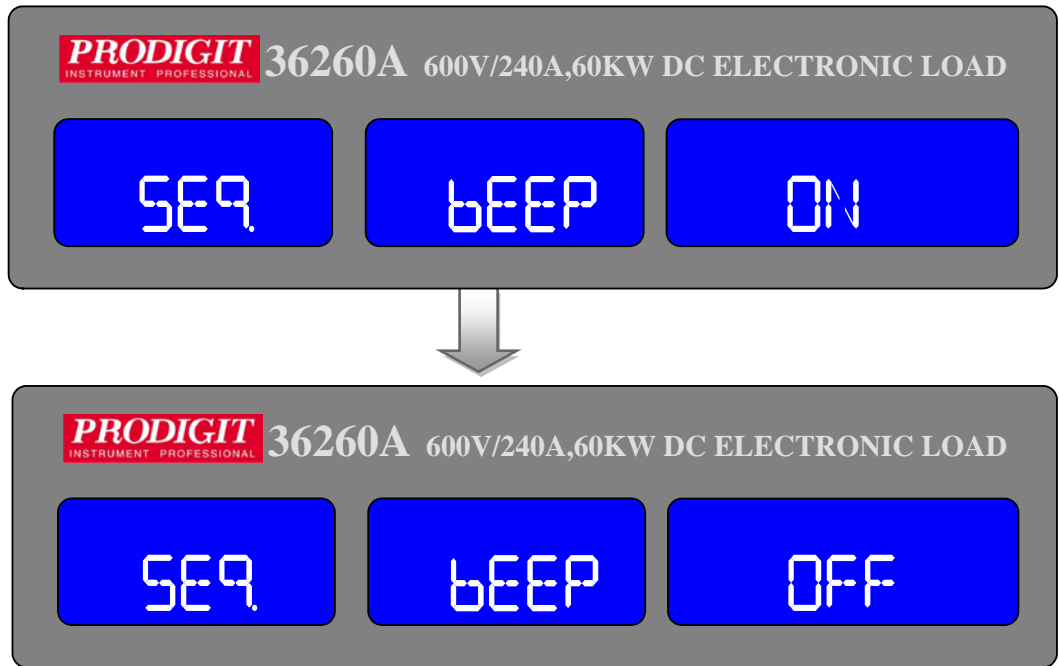 PRODIGIT 36260A 600V/240A,60KW DC ELECTRONIC LOAD
INSTRUMENT PROFESSIONAL
SEq. bEEP ON
PRODIGIT 36260A 600V/240A,60KW DC ELECTRONIC LOAD
INSTRUMENT PROFESSIONAL
SEq. bEEP OFF